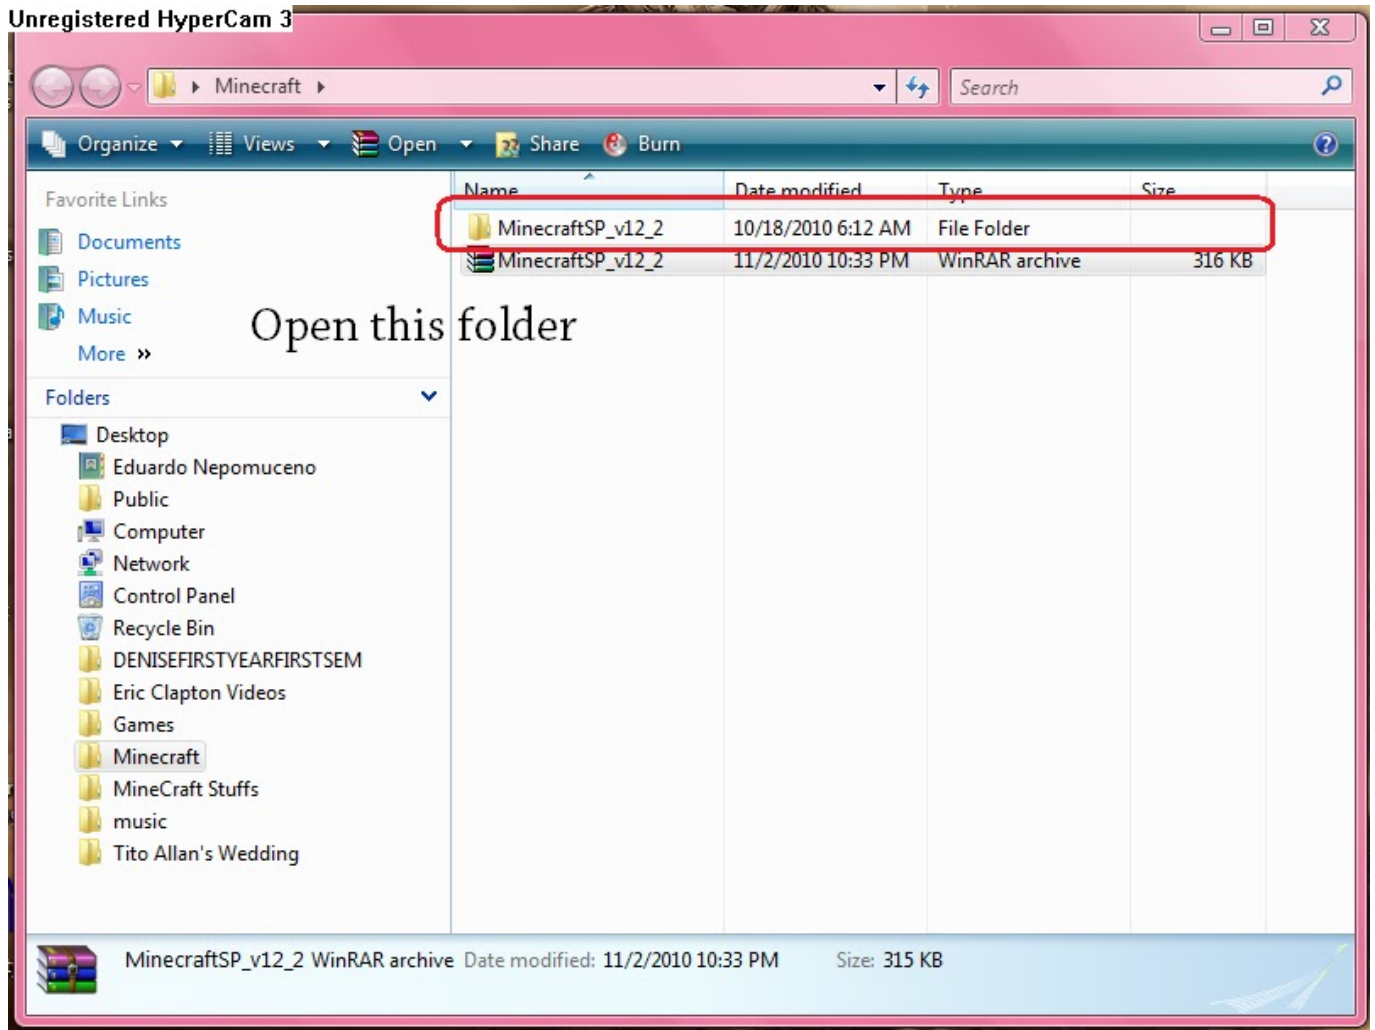 Unregistered HyperCam 3
Minecraft
Search
Organize Views Open Share Burn
Favorite Links
Documents
Pictures
Music
More »
Folders
Desktop
Eduardo Nepomuceno
Public
Computer
Network
Control Panel
Recycle Bin
DENISEFIRSTYEARFIRSTSEM
Eric Clapton Videos
Games
Minecraft
MineCraft Stuffs
music
Tito Allan's Wedding
Name Date modified Type Size
MinecraftSP_v12_2 10/18/2010 6:12 AM File Folder
MinecraftSP_v12_2 11/2/2010 10:33 PM WinRAR archive 316 KB
Open this folder
MinecraftSP_v12_2 WinRAR archive Date modified: 11/2/2010 10:33 PM Size: 315 KB